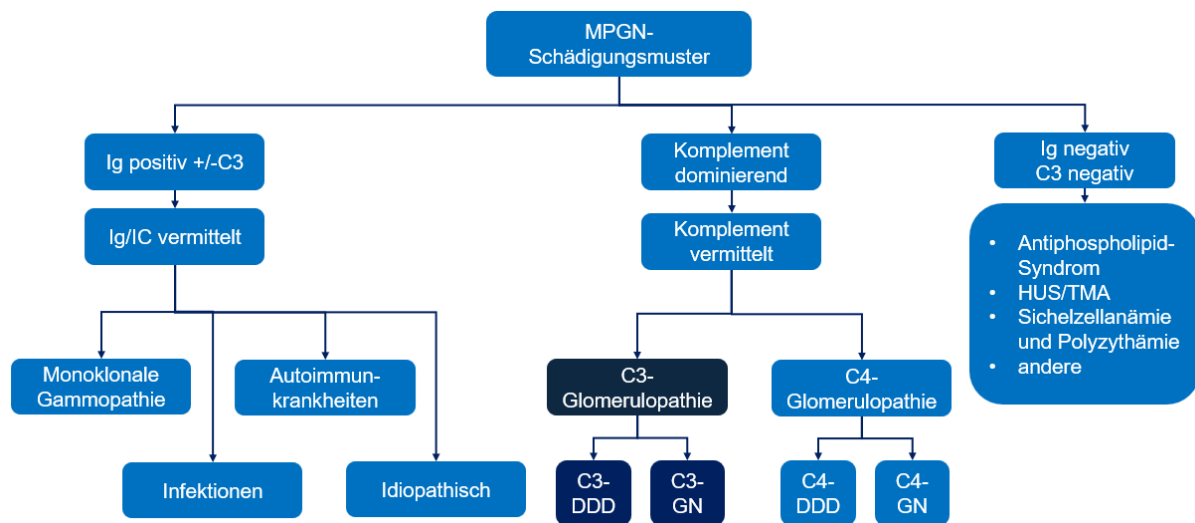 MPGN-
Schädigungsmuster
Ig positiv +/-C3
Komplement
dominierend
Ig negativ
C3 negativ
Ig/IC vermittelt
Komplement
vermittelt
• Antiphospholipid-
Syndrom
• HUS/TMA
• Sichelzellanämie
und Polyzythämie
• andere
Monoklonale
Gammopathie
Autoimmun-
krankheiten
C3-
Glomerulopathie
C4-
Glomerulopathie
Infektionen
Idiopathisch
C3-
DDD
C3-
GN
C4-
DDD
C4-
GN